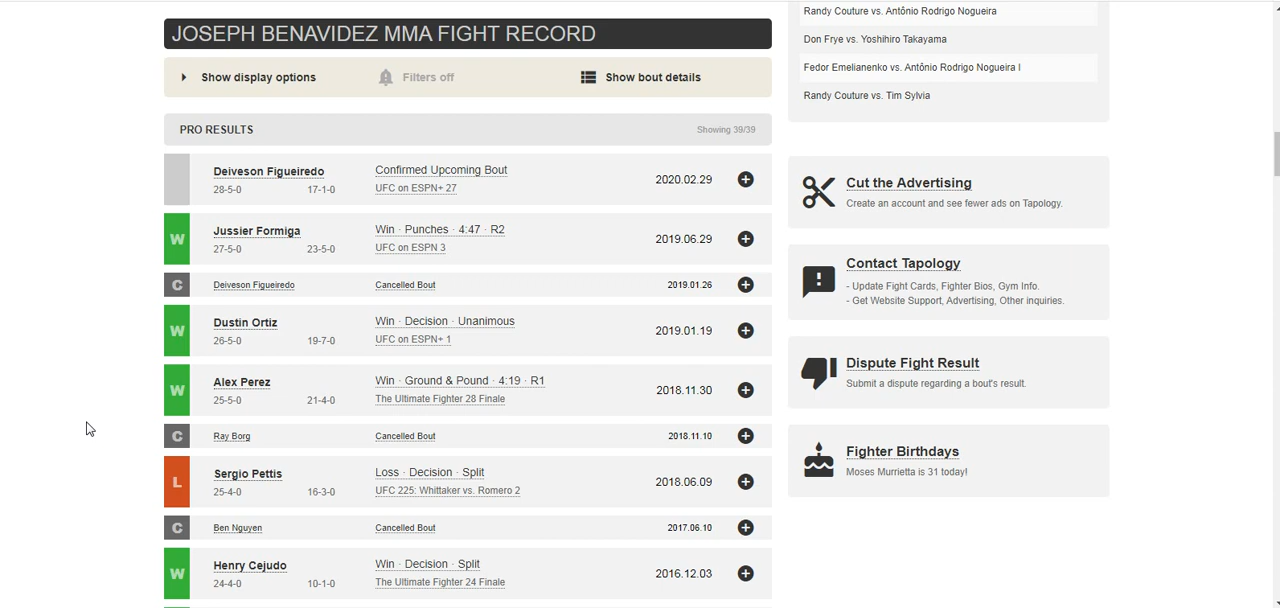 JOSEPH BENAVIDEZ MMA FIGHT RECORD
Show display options
Filters off
Show bout details
PRO RESULTS
Showing 39/39
Deiveson Figueiredo
Confirmed Upcoming Bout
28-5-0
17-1-0
UFC on ESPN+ 27
2020.02.29
W
Jussier Formiga
Win · Punches · 4:47 · R2
27-5-0
23-5-0
UFC on ESPN 3
2019.06.29
C
Deiveson Figueiredo
Cancelled Bout
2019.01.26
W
Dustin Ortiz
Win · Decision · Unanimous
26-5-0
19-7-0
UFC on ESPN+ 1
2019.01.19
W
Alex Perez
Win · Ground & Pound · 4:19 · R1
25-5-0
21-4-0
The Ultimate Fighter 28 Finale
2018.11.30
C
Ray Borg
Cancelled Bout
2018.11.10
L
Sergio Pettis
Loss · Decision · Split
25-4-0
16-3-0
UFC 225: Whittaker vs. Romero 2
2018.06.09
C
Ben Nguyen
Cancelled Bout
2017.06.10
W
Henry Cejudo
Win · Decision · Split
24-4-0
10-1-0
The Ultimate Fighter 24 Finale
2016.12.03
Randy Couture vs. Antônio Rodrigo Nogueira
Don Frye vs. Yoshihiro Takayama
Fedor Emelianenko vs. Antônio Rodrigo Nogueira I
Randy Couture vs. Tim Sylvia
Cut the Advertising
Create an account and see fewer ads on Tapology.
Contact Tapology
- Update Fight Cards, Fighter Bios, Gym Info.
- Get Website Support, Advertising, Other inquiries.
Dispute Fight Result
Submit a dispute regarding a bout's result.
Fighter Birthdays
Moses Murrietta is 31 today!